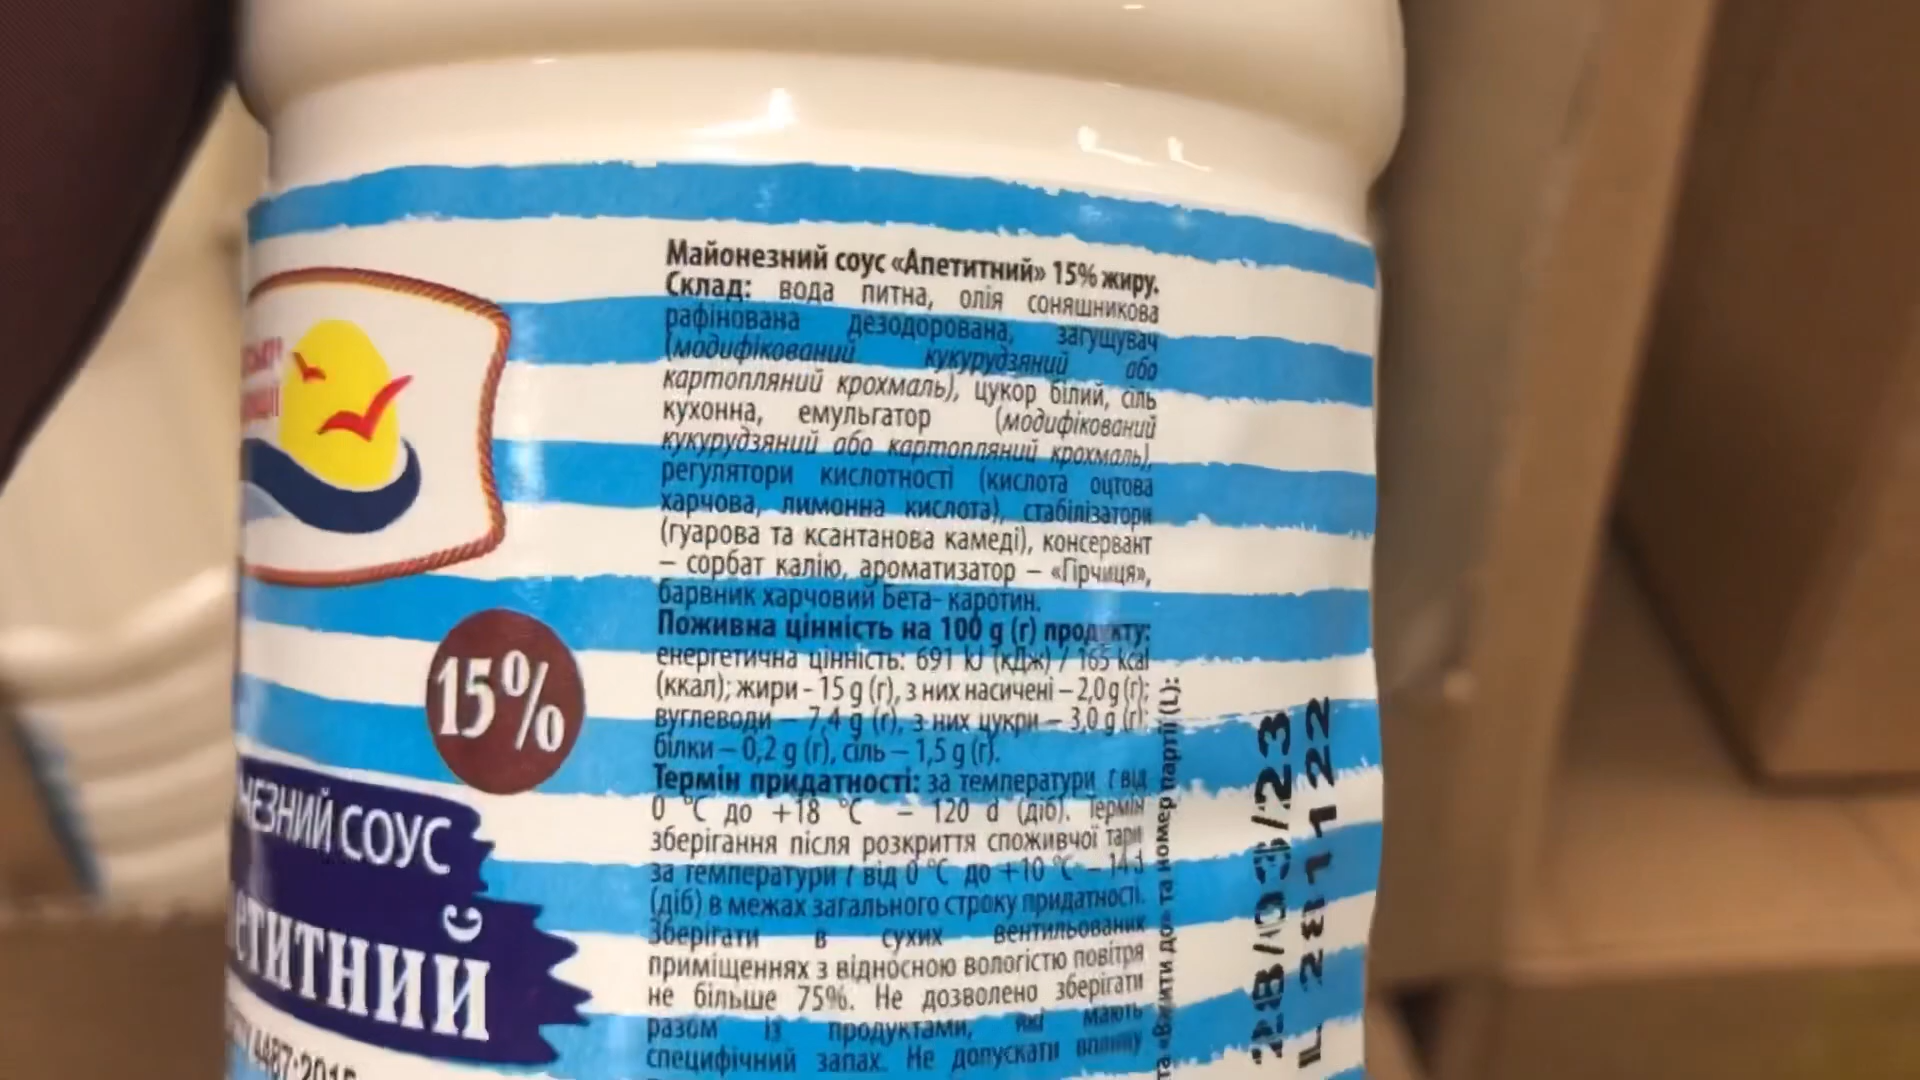 Майонезний соус «Апетитний» 15% жиру.
Склад: вода питна, олія соняшникова
рафінована дезодорована, загущувач
(модифікований кукурудзяний або
картопляний крохмаль), цукор білий, сіль
кухонна, емульгатор (модифікований
кукурудзяний або картопляний крохмаль),
регулятори кислотності (кислота оцтова
харчова, лимонна кислота), стабілізатори
(гуарова та ксантанова камеді), консервант
– сорбат калію, ароматизатор – «Гірчиця»,
барвник харчовий Бета- каротин.
Поживна цінність на 100 g (г) продукту:
енергетична цінність: 691 kJ (кДж) / 165 kcal
(ккал); жири - 15 g (г), з них насичені – 2,0 g (г);
вуглеводи – 7,4 g (г), з них цукри – 3,0 g (г);
білки – 0,2 g (г), сіль – 1,5 g (г).
Термін придатності: за температури t від
0 °C до +18 °C – 120 d (діб). Термін
зберігання після розкриття споживчої тари
за температури t від 0 °C до +10 °C – 14 d
(діб) в межах загального строку придатності.
Зберігати в сухих вентильованих
приміщеннях з відносною вологістю повітря
не більше 75%. Не дозволено зберігати
разом із продуктами, які мають
специфічний запах. Не допускати впливу
15%
НЕЗНИЙ СОУС
етитний
4487:2015
та «Вжити до» та номер партії (L):
28/03/23
L 281122